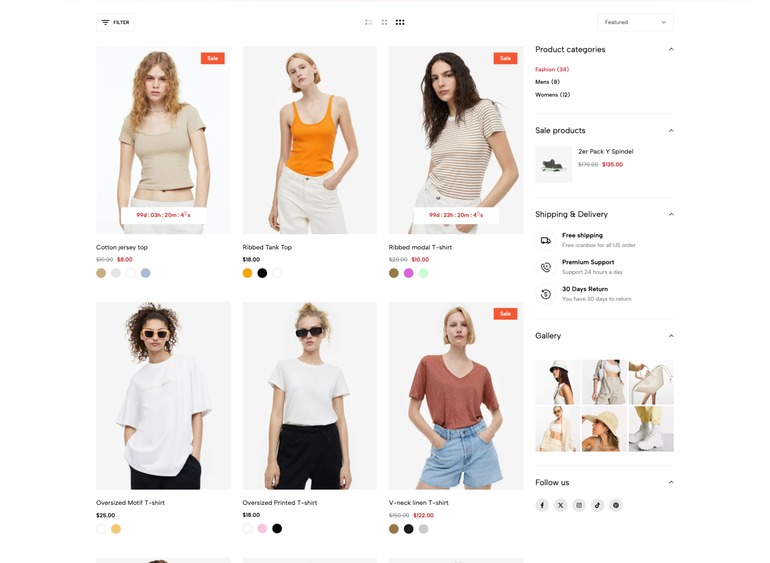 FILTER
Featured
Sale
99d : 03h : 20m : 4 s
Cotton jersey top
$10.00 $8.00
Ribbed Tank Top
$18.00
Sale
99d : 23h : 20m : 4 s
Ribbed modal T-shirt
$20.00 $10.00
Oversized Motif T-shirt
$25.00
Oversized Printed T-shirt
$18.00
Sale
V-neck linen T-shirt
$150.00 $122.00
Product categories
Fashion (34)
Mens (8)
Womens (12)
Sale products
2er Pack Y Spindel
$170.00 $135.00
Shipping & Delivery
Free shipping
Free iconbox for all US order
Premium Support
Support 24 hours a day
30 Days Return
You have 30 days to return
Gallery
Follow us